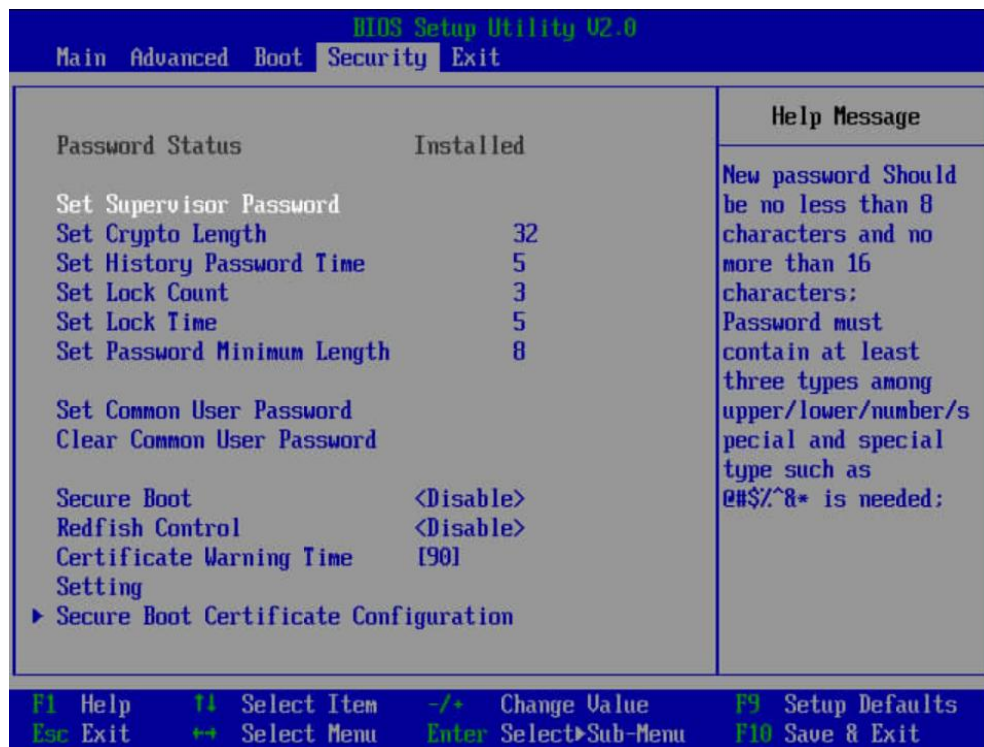 BIOS Setup Utility V2.0
Main Advanced Boot Security Exit
Password Status Installed
Set Supervisor Password
Set Crypto Length 32
Set History Password Time 5
Set Lock Count 3
Set Lock Time 5
Set Password Minimum Length 8
Set Common User Password
Clear Common User Password
Secure Boot <Disable>
Redfish Control <Disable>
Certificate Warning Time [90]
Setting
▶ Secure Boot Certificate Configuration
Help Message
New password Should
be no less than 8
characters and no
more than 16
characters;
Password must
contain at least
three types among
upper/lower/number/s
pecial and special
type such as
@#$%^&* is needed;
F1 Help ↑↓ Select Item -/+ Change Value F9 Setup Defaults
Esc Exit ←→ Select Menu Enter Select▶Sub-Menu F10 Save & Exit